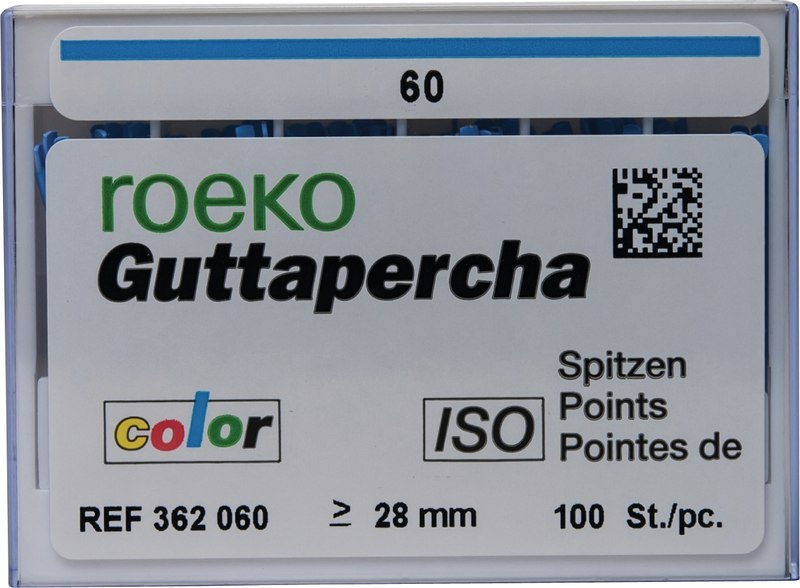 60
roeko
Guttapercha
color
ISO
Spitzen
Points
Pointes de
REF 362 060 ≥ 28 mm 100 St./pc.